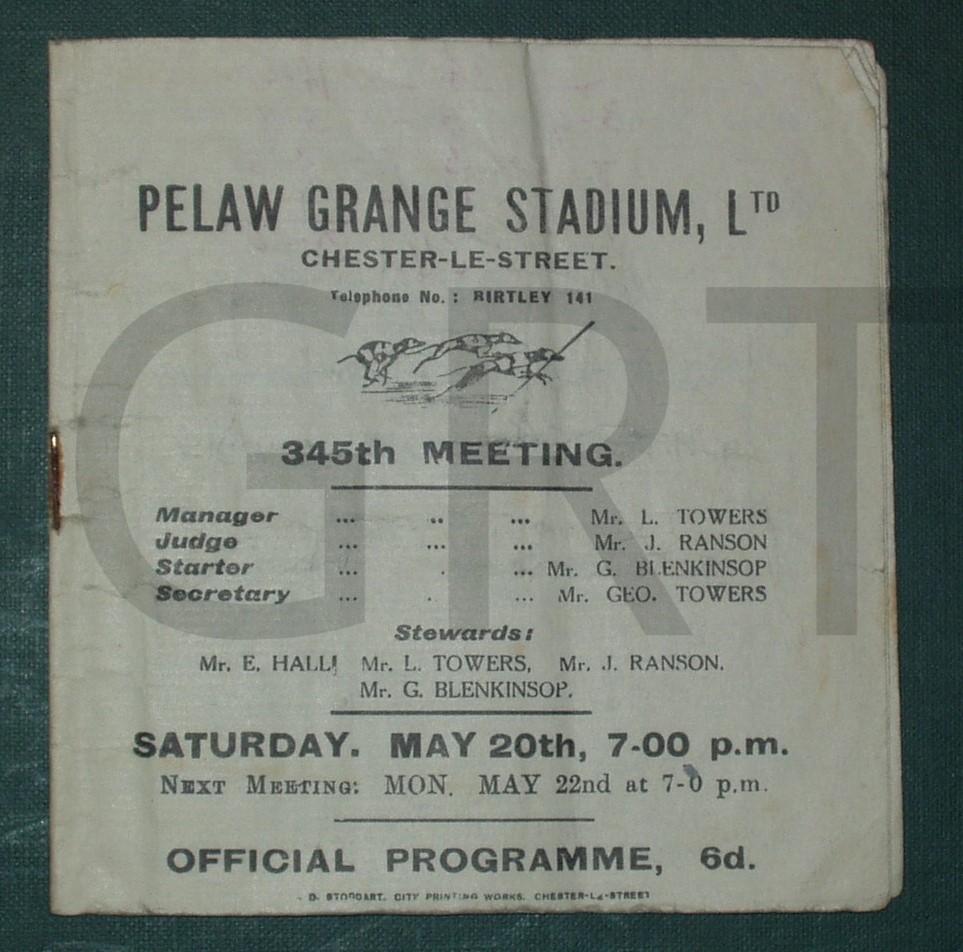 PELAW GRANGE STADIUM, LTD
CHESTER-LE-STREET.
Telephone No. : BIRTLEY 141
345th MEETING.
Manager ... .. ... Mr. L. TOWERS
Judge ... ... ... Mr. J. RANSON
Starter ... . ... Mr. G. BLENKINSOP
Secretary ... .. ... Mr. GEO. TOWERS
Stewards:
Mr. E. HALL, Mr. L. TOWERS, Mr. J. RANSON.
Mr. G. BLENKINSOP.
SATURDAY. MAY 20th, 7-00 p.m.
NEXT MEETING: MON. MAY 22nd at 7-0 p.m.
OFFICIAL PROGRAMME, 6d.
D. STODDART, CITY PRINTING WORKS, CHESTER-LE-STREET
GRT